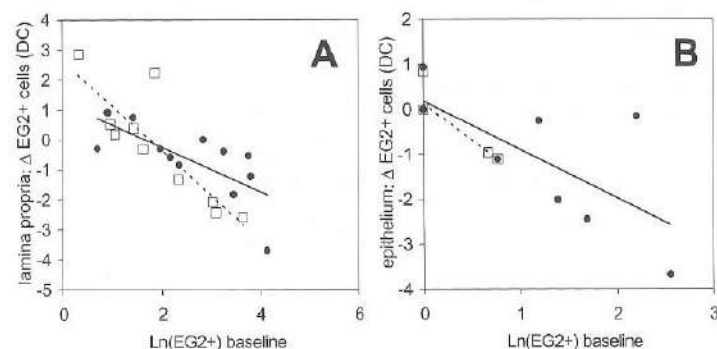 A
lamina propria: Δ EG2+ cells (DC)
4
3
2
1
0
-1
-2
-3
-4
-5
0 2 4 6
Ln(EG2+) baseline
B
epithelium: Δ EG2+ cells (DC)
2
1
0
-1
-2
-3
-4
0 1 2 3
Ln(EG2+) baseline